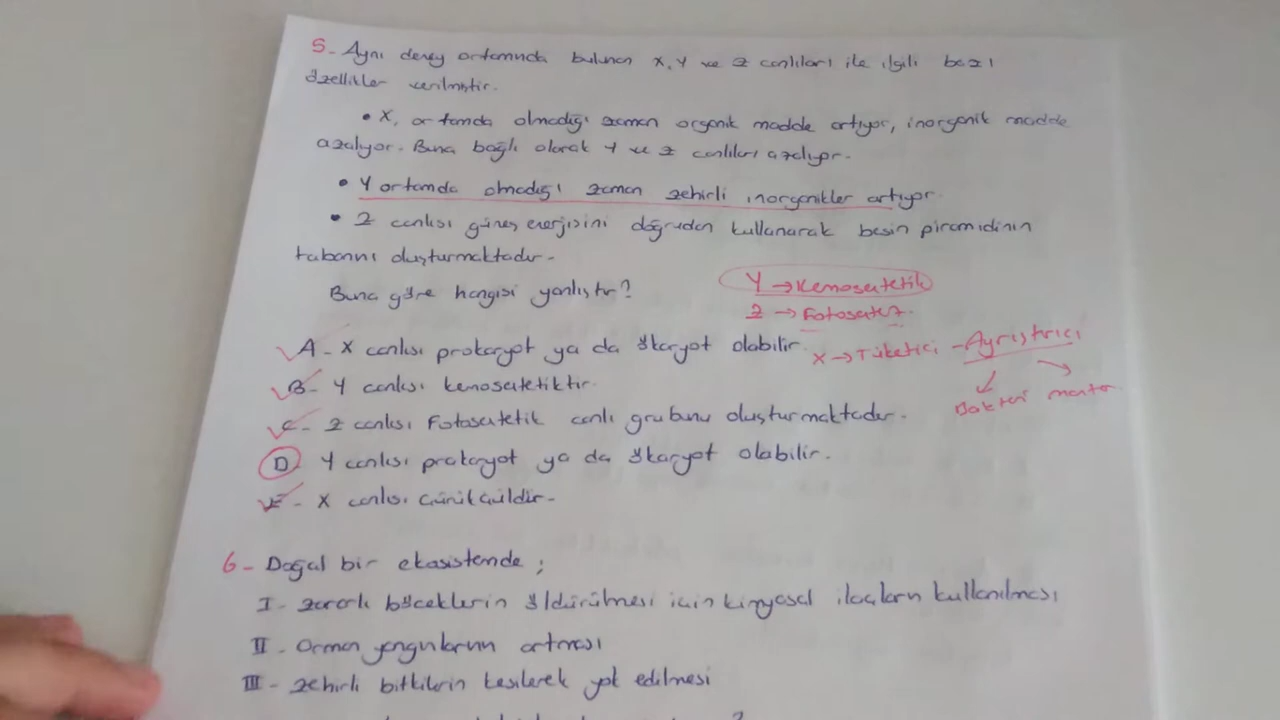 5- Aynı deney ortamında bulunan X, Y ve Z canlıları ile ilgili bazı
özellikler verilmiştir.
• X, ortamda olmadığı zaman organik madde artıyor, inorganik madde
azalıyor. Buna bağlı olarak Y ve Z canlıları azalıyor.
• Y ortamda olmadığı zaman zehirli inorganikler artıyor.
• Z canlısı güneş enerjisini doğrudan kullanarak besin piramidinin
tabanını oluşturmaktadır.
Buna göre hangisi yanlıştır?
Y → Kemosentetik
Z → Fotosentez
A- X canlısı prokaryot ya da ökaryot olabilir.
X → Tüketici - Ayrıştırıcı
B- Y canlısı kemosentetiktir.
Bakteri mantar
C- Z canlısı Fotosentetik canlı grubunu oluşturmaktadır.
D Y canlısı prokaryot ya da ökaryot olabilir.
E- X canlısı çürükçüldür.
6- Doğal bir ekosistemde ;
I- zararlı böceklerin öldürülmesi için kimyasal ilaçların kullanılması
II- Orman yangınlarının artması
III- zehirli bitkilerin kesilerek yok edilmesi